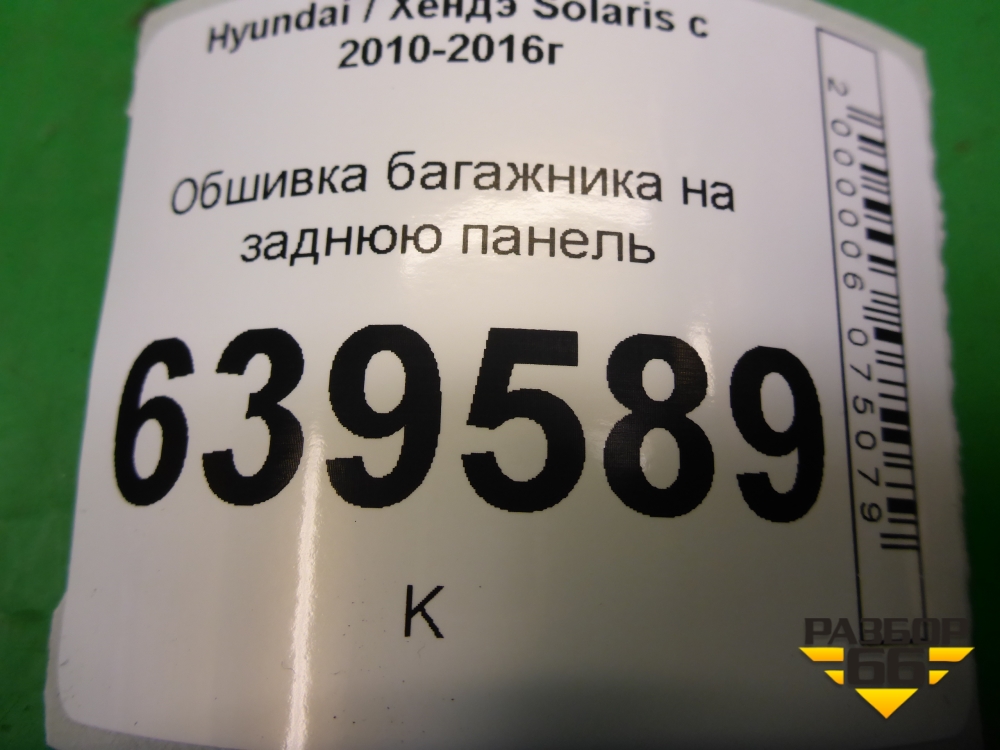 Hyundai / Хендэ Solaris с
2010-2016г
Обшивка багажника на
заднюю панель
639589
К
2000006075079
РАЗБОР
66